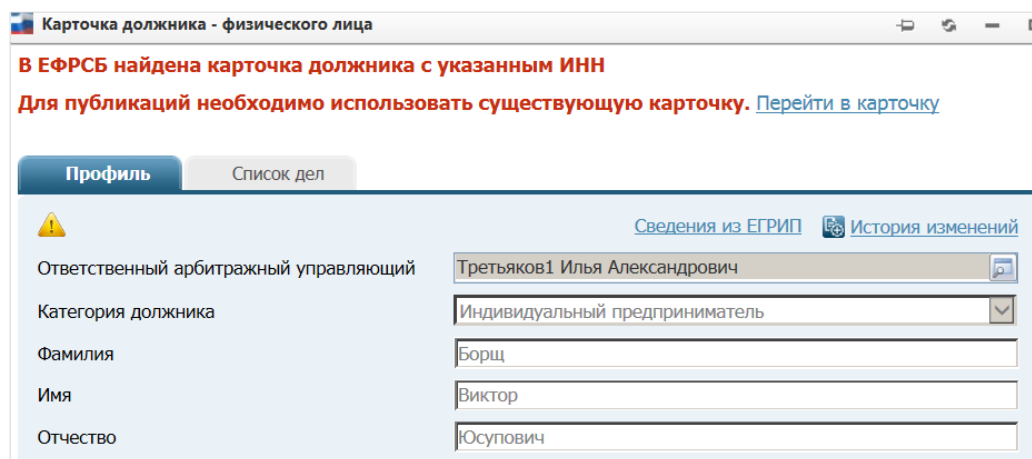 Карточка должника - физического лица
В ЕФРСБ найдена карточка должника с указанным ИНН
Для публикаций необходимо использовать существующую карточку. Перейти в карточку
Профиль Список дел
Сведения из ЕГРИП История изменений
Ответственный арбитражный управляющий Третьяков1 Илья Александрович
Категория должника Индивидуальный предприниматель
Фамилия Борщ
Имя Виктор
Отчество Юсупович